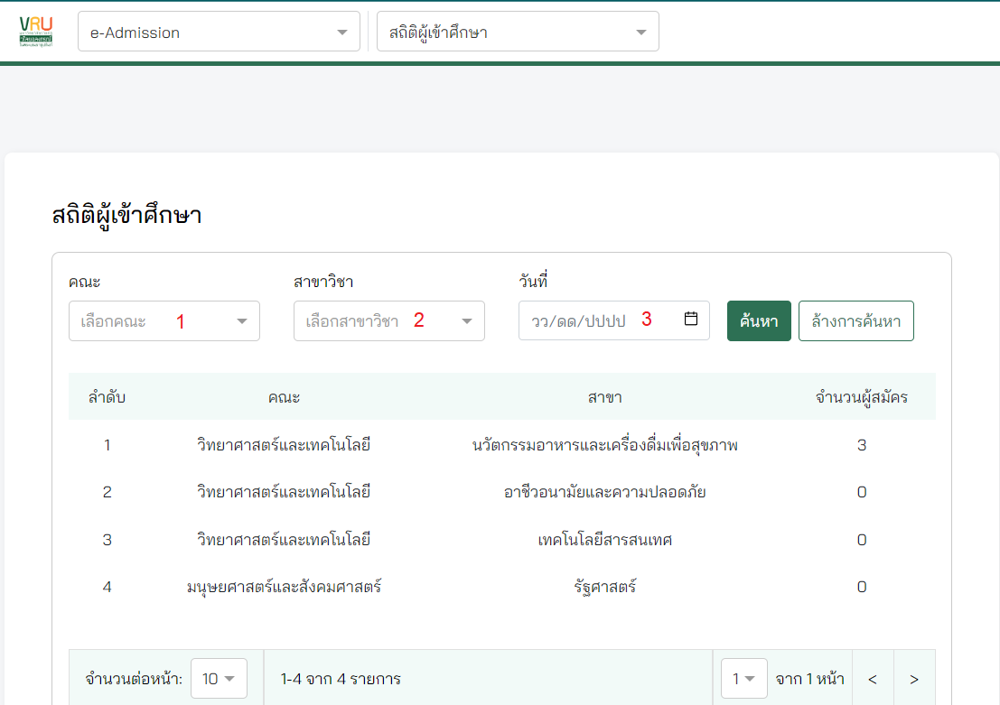 VRU
e-Admission
สถิติผู้เข้าศึกษา
สถิติผู้เข้าศึกษา
คณะ สาขาวิชา วันที่
เลือกคณะ 1 เลือกสาขาวิชา 2 วว/ดด/ปปปป 3 ค้นหา ล้างการค้นหา
ลำดับ คณะ สาขา จำนวนผู้สมัคร
1 วิทยาศาสตร์และเทคโนโลยี นวัตกรรมอาหารและเครื่องดื่มเพื่อสุขภาพ 3
2 วิทยาศาสตร์และเทคโนโลยี อาชีวอนามัยและความปลอดภัย 0
3 วิทยาศาสตร์และเทคโนโลยี เทคโนโลยีสารสนเทศ 0
4 มนุษยศาสตร์และสังคมศาสตร์ รัฐศาสตร์ 0
จำนวนต่อหน้า: 10 1-4 จาก 4 รายการ 1 จาก 1 หน้า < >